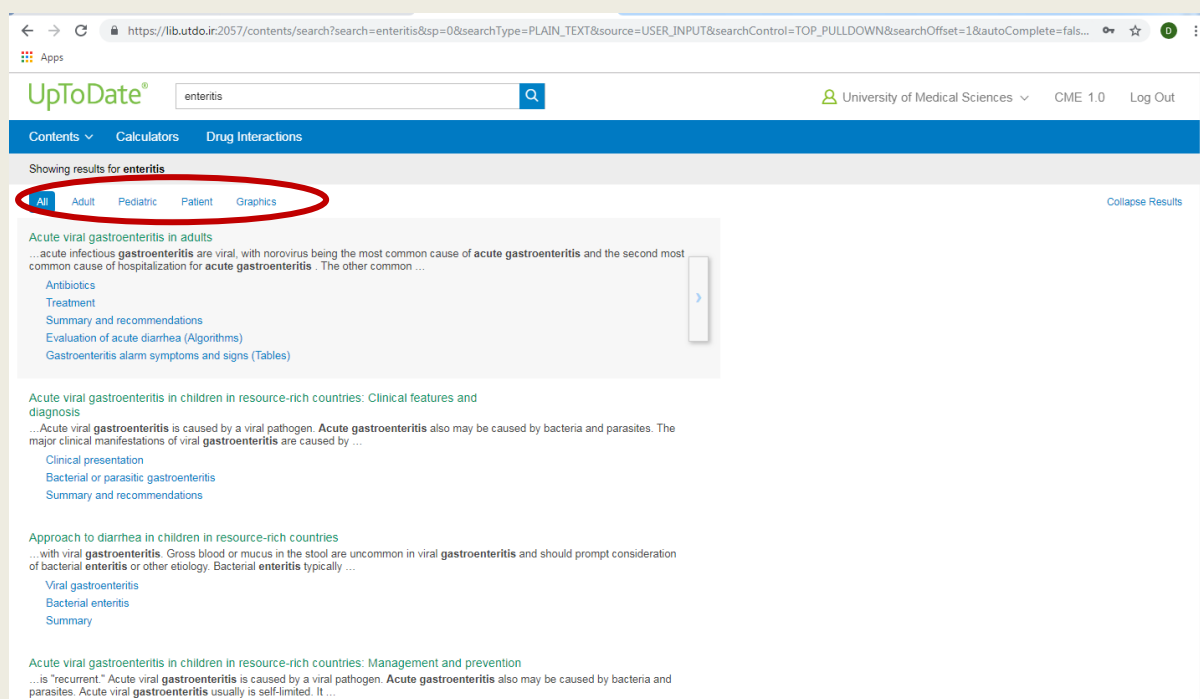 https://lib.utdo.ir:2057/contents/search?search=enteritis&sp=0&searchType=PLAIN_TEXT&source=USER_INPUT&searchControl=TOP_PULLDOWN&searchOffset=1&autoComplete=fals...
D
Apps
UpToDate®
enteritis
University of Medical Sciences
CME 1.0
Log Out
Contents
Calculators
Drug Interactions
Showing results for enteritis
All
Adult
Pediatric
Patient
Graphics
Collapse Results
Acute viral gastroenteritis in adults
…acute infectious gastroenteritis are viral, with norovirus being the most common cause of acute gastroenteritis and the second most
common cause of hospitalization for acute gastroenteritis . The other common …
Antibiotics
Treatment
Summary and recommendations
Evaluation of acute diarrhea (Algorithms)
Gastroenteritis alarm symptoms and signs (Tables)
Acute viral gastroenteritis in children in resource-rich countries: Clinical features and
diagnosis
…Acute viral gastroenteritis is caused by a viral pathogen. Acute gastroenteritis also may be caused by bacteria and parasites. The
major clinical manifestations of viral gastroenteritis are caused by …
Clinical presentation
Bacterial or parasitic gastroenteritis
Summary and recommendations
Approach to diarrhea in children in resource-rich countries
…with viral gastroenteritis. Gross blood or mucus in the stool are uncommon in viral gastroenteritis and should prompt consideration
of bacterial enteritis or other etiology. Bacterial enteritis typically …
Viral gastroenteritis
Bacterial enteritis
Summary
Acute viral gastroenteritis in children in resource-rich countries: Management and prevention
…is "recurrent." Acute viral gastroenteritis is caused by a viral pathogen. Acute gastroenteritis also may be caused by bacteria and
parasites. Acute viral gastroenteritis usually is self-limited. It …